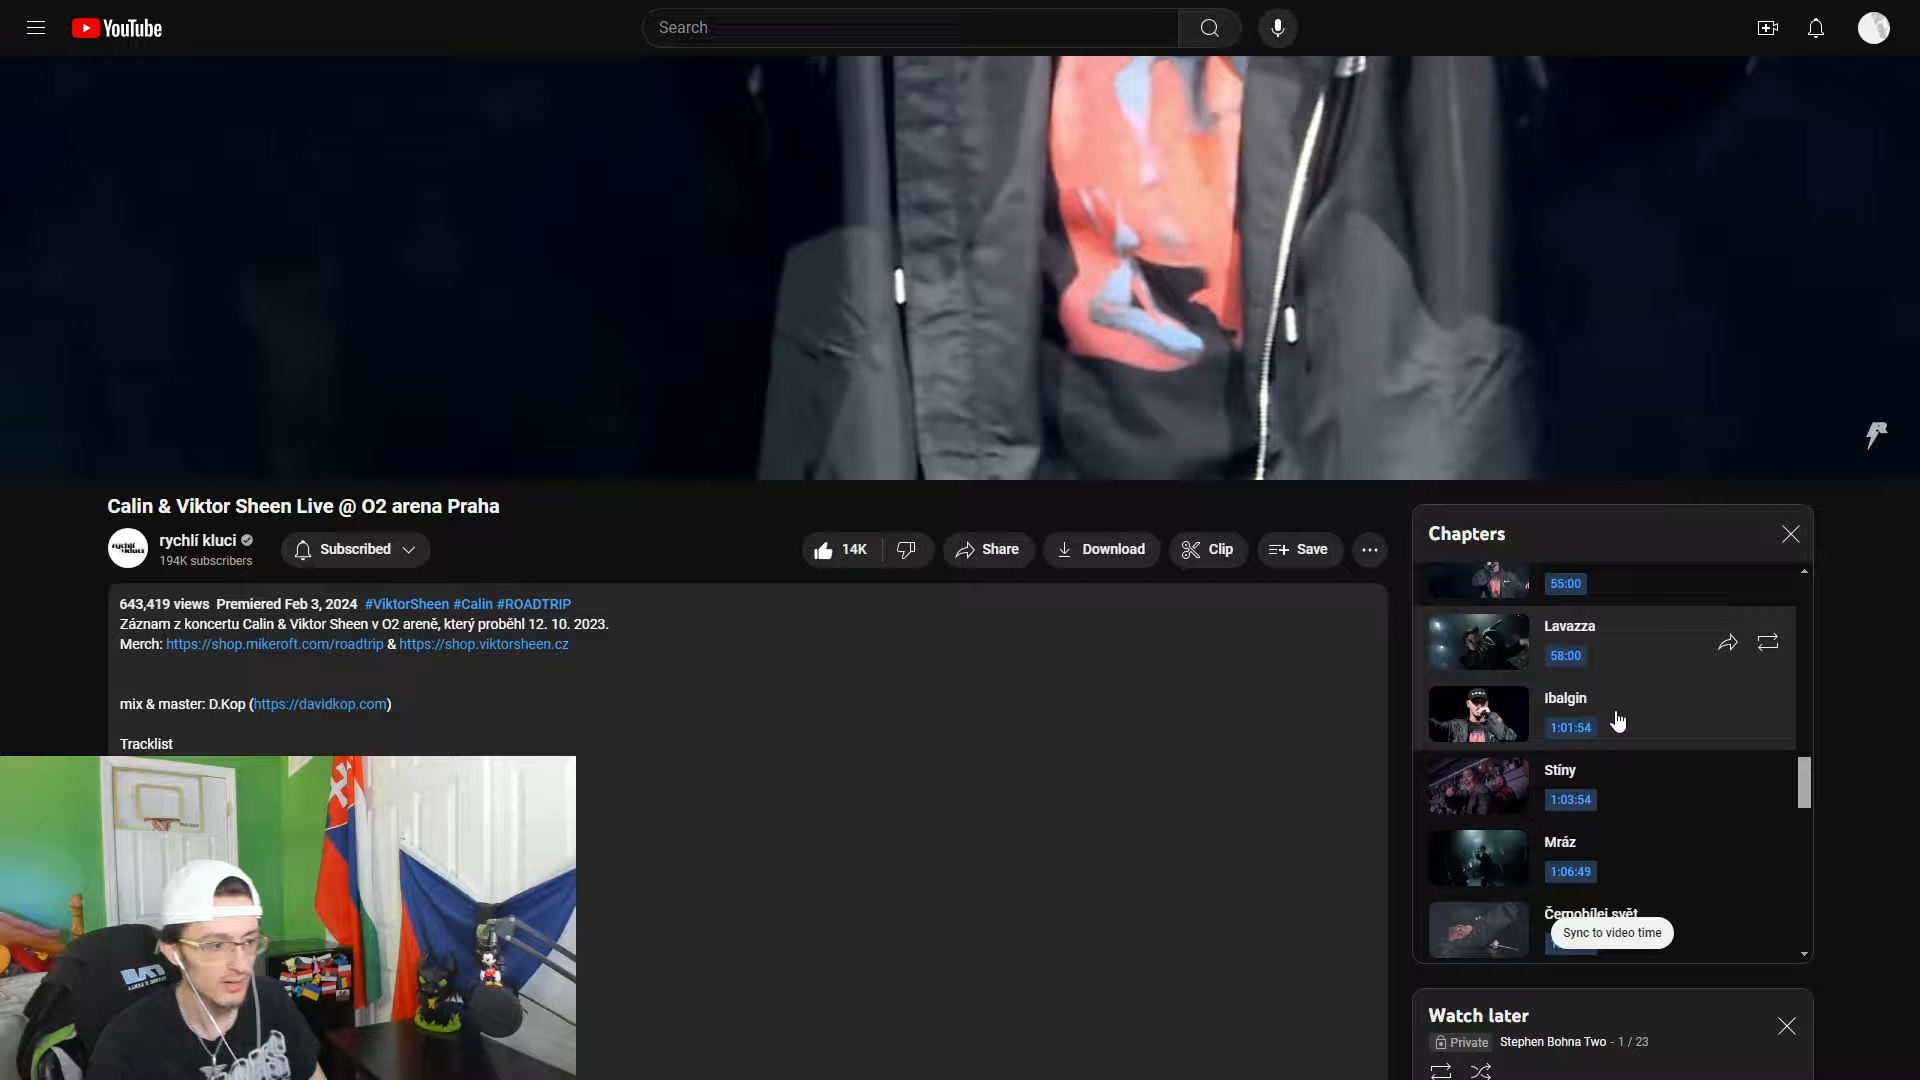 YouTube
Search
Calin & Viktor Sheen Live @ O2 arena Praha
rychlí kluci
194K subscribers
Subscribed
14K
Share
Download
Clip
Save
643,419 views Premiered Feb 3, 2024 #ViktorSheen #Calin #ROADTRIP
Záznam z koncertu Calin & Viktor Sheen v O2 areně, který proběhl 12. 10. 2023.
Merch: https://shop.mikeroft.com/roadtrip & https://shop.viktorsheen.cz
mix & master: D.Kop (https://davidkop.com)
Tracklist
Chapters
55:00
Lavazza
58:00
Ibalgin
1:01:54
Stíny
1:03:54
Mráz
1:06:49
Černobílej svět
Sync to video time
Watch later
Private
Stephen Bohna Two - 1 / 23